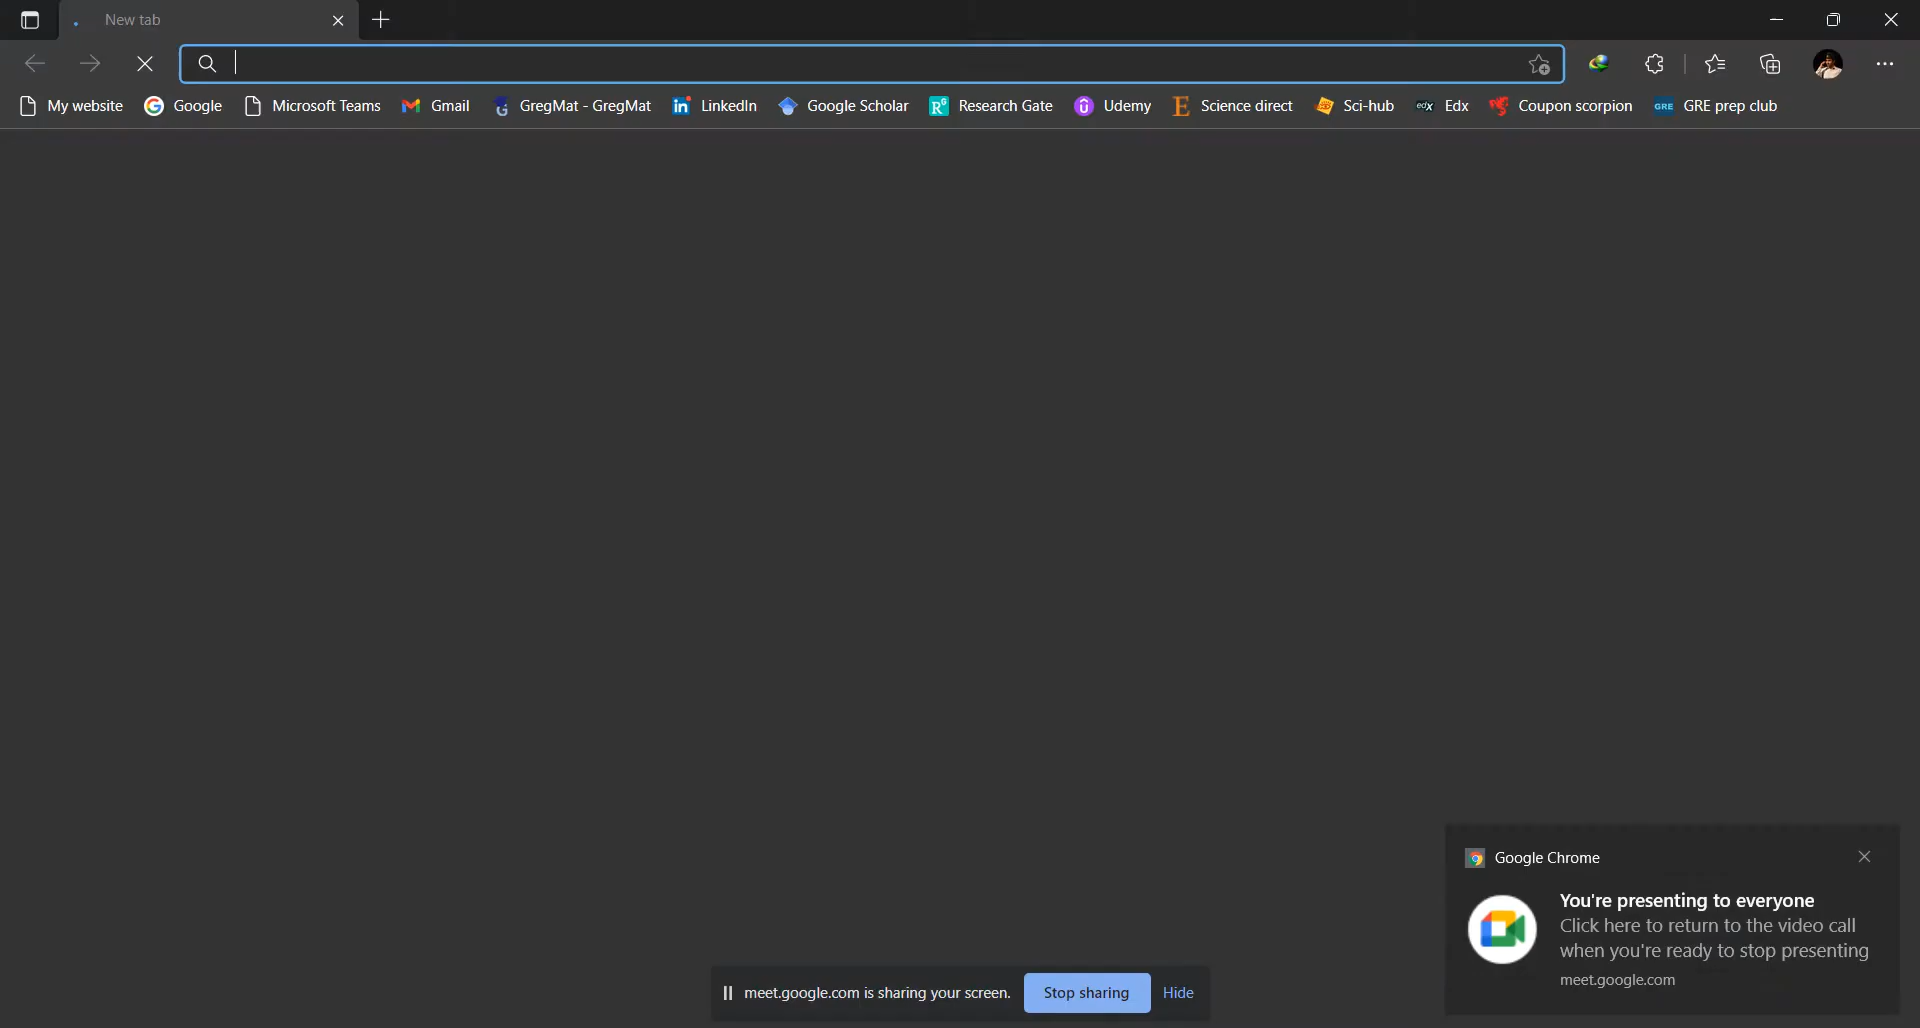 New tab
My website Google Microsoft Teams Gmail GregMat - GregMat LinkedIn Google Scholar Research Gate Udemy Science direct Sci-hub Edx Coupon scorpion GRE prep club
Google Chrome
You're presenting to everyone
Click here to return to the video call
when you're ready to stop presenting
meet.google.com
meet.google.com is sharing your screen. Stop sharing Hide